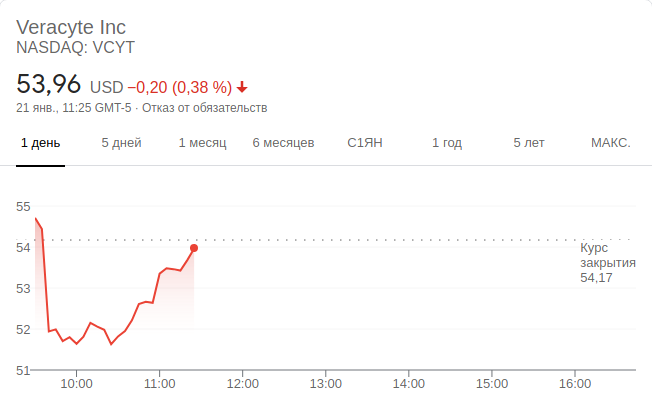 Veracyte Inc
NASDAQ: VCYT
53,96 USD −0,20 (0,38 %)
21 янв., 11:25 GMT-5 · Отказ от обязательств
1 день 5 дней 1 месяц 6 месяцев С1ЯН 1 год 5 лет МАКС.
55
54
53
52
51
Курс
закрытия
54,17
10:00 11:00 12:00 13:00 14:00 15:00 16:00